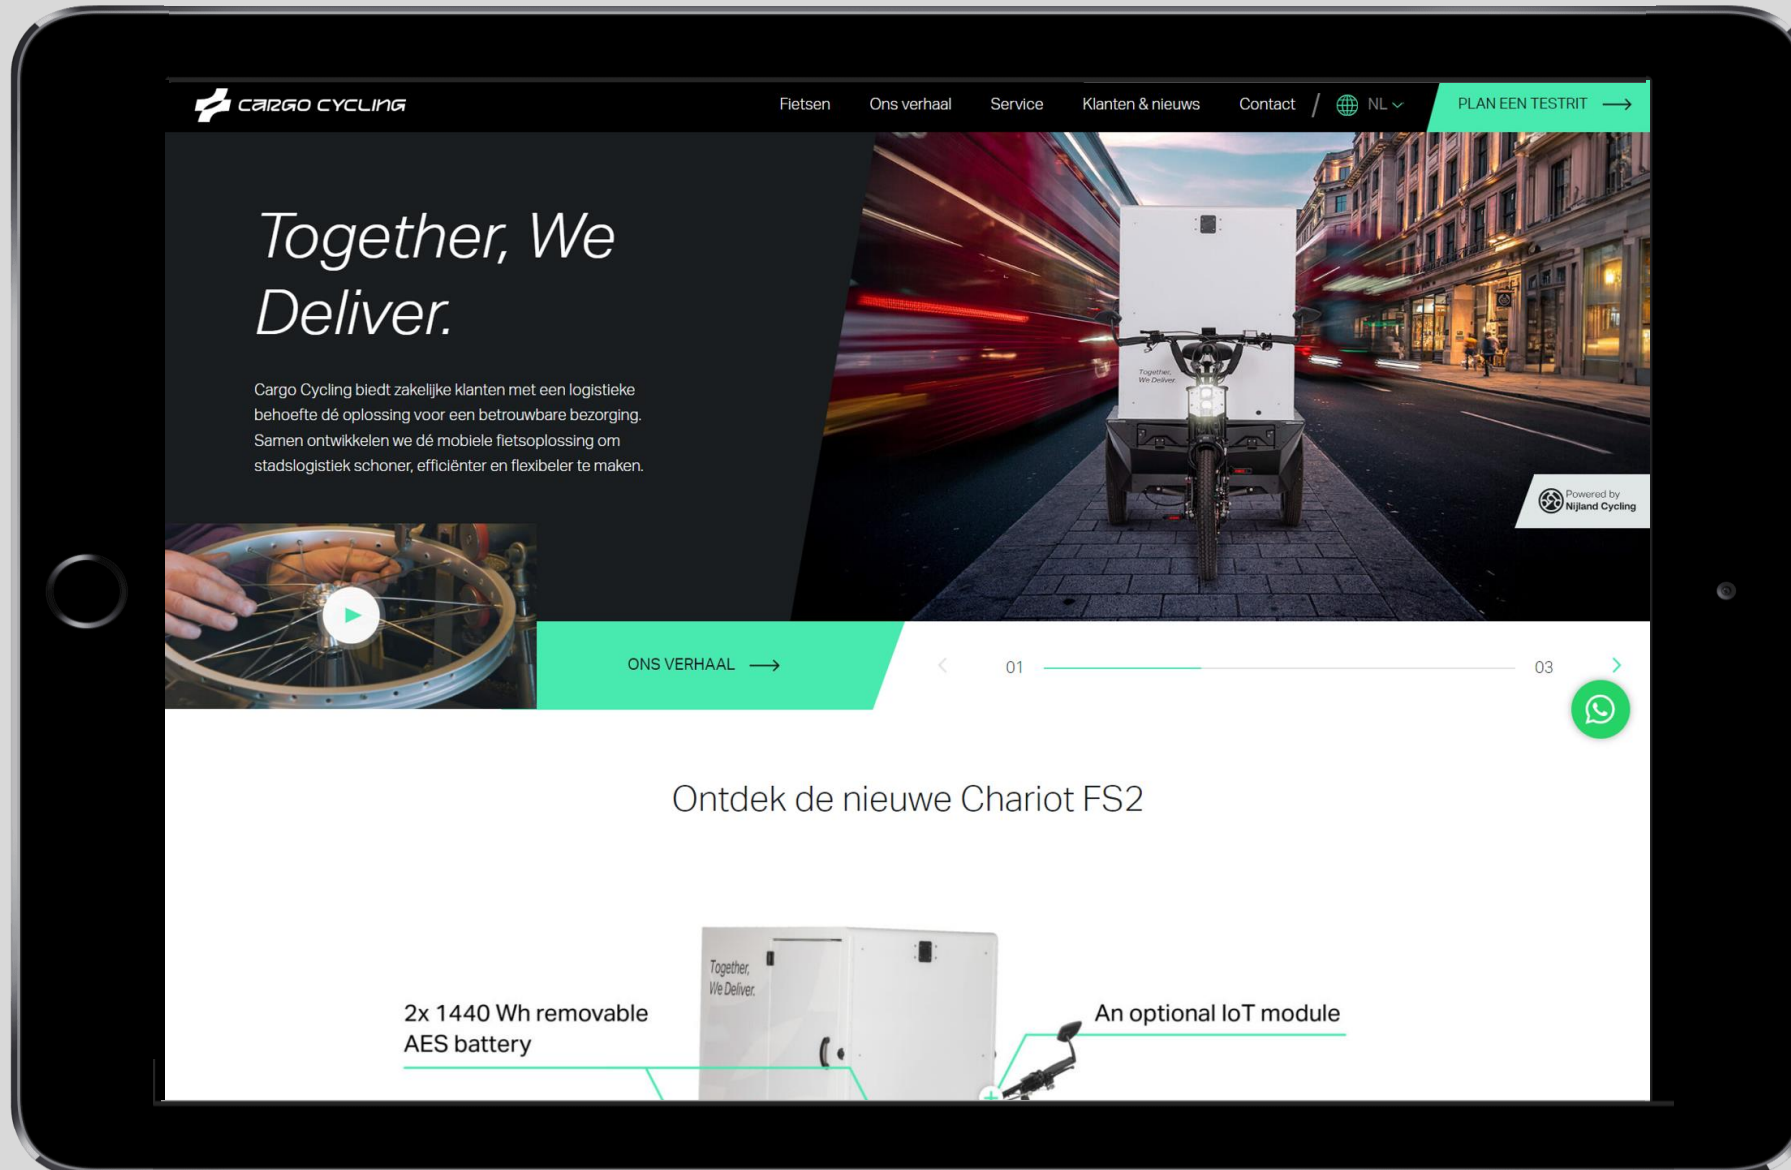 CARGO CYCLING
Fietsen
Ons verhaal
Service
Klanten & nieuws
Contact
/
NL
PLAN EEN TESTRIT
Together, We
Deliver.
Cargo Cycling biedt zakelijke klanten met een logistieke
behoefte dé oplossing voor een betrouwbare bezorging.
Samen ontwikkelen we dé mobiele fietsoplossing om
stadslogistiek schoner, efficiënter en flexibeler te maken.
Together,
We Deliver.
Powered by
Nijland Cycling
ONS VERHAAL
01
03
Ontdek de nieuwe Chariot FS2
Together,
We Deliver.
2x 1440 Wh removable
AES battery
An optional IoT module